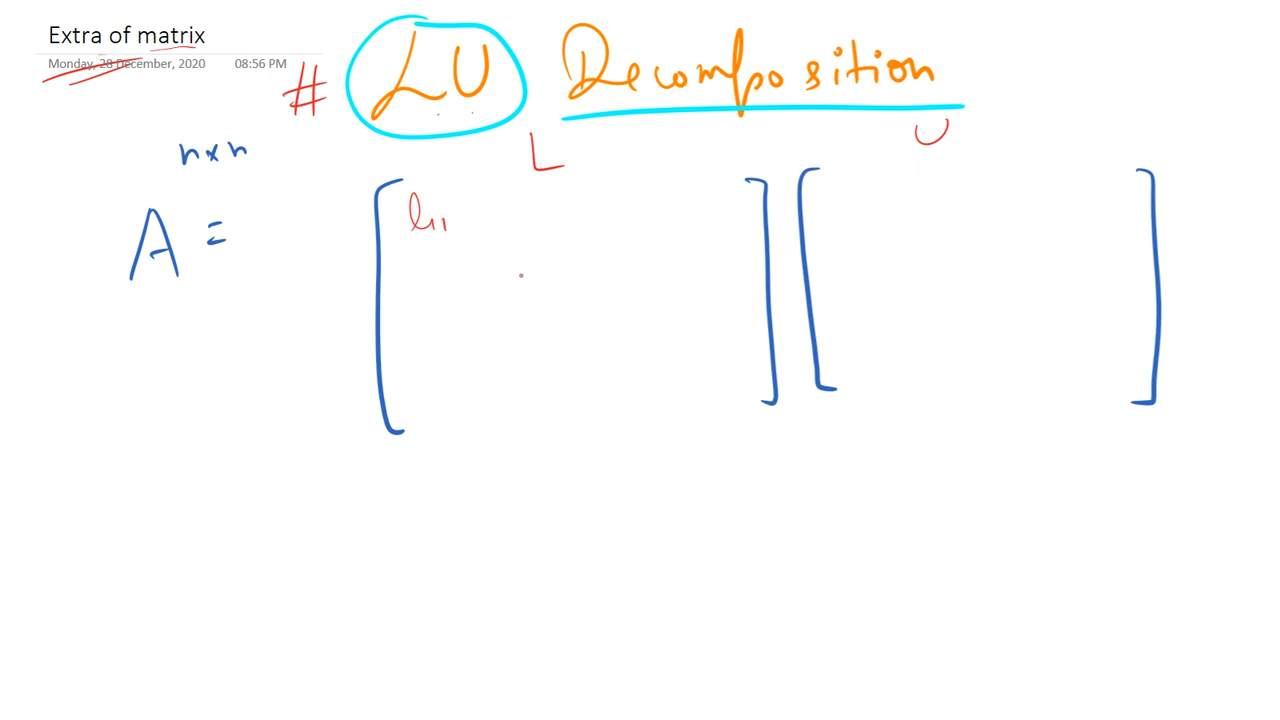 Extra of matrix
Monday, 28 December, 2020 08:56 PM
# LU Decomposition
L U
n×n
A =
l11